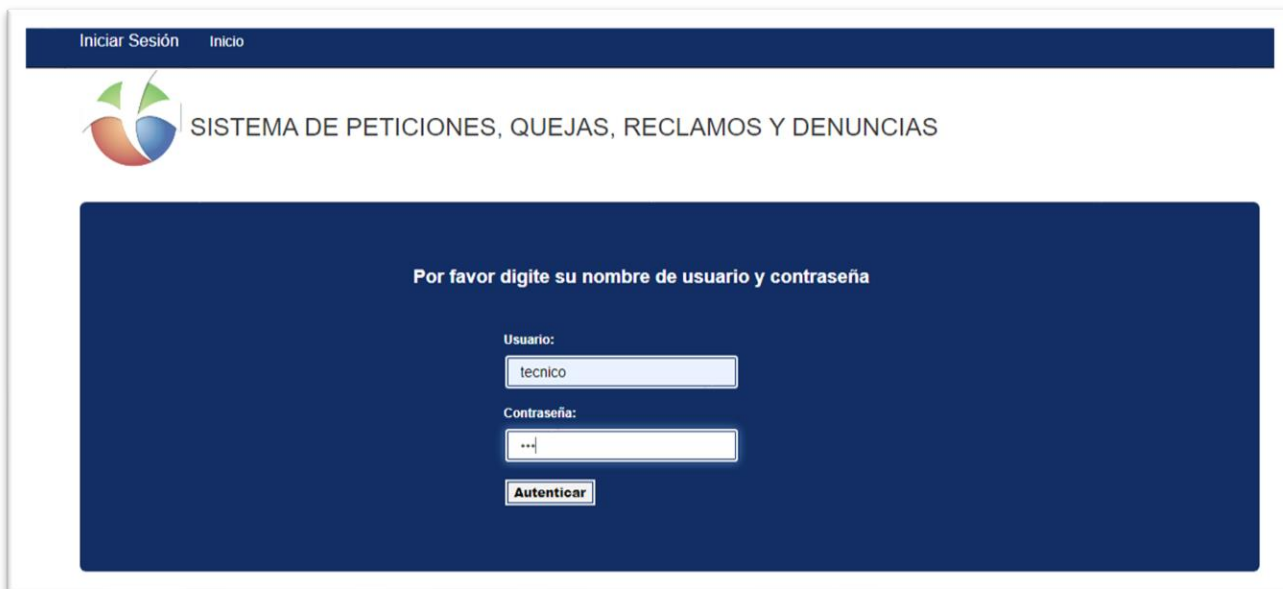 Iniciar Sesión Inicio
SISTEMA DE PETICIONES, QUEJAS, RECLAMOS Y DENUNCIAS
Por favor digite su nombre de usuario y contraseña
Usuario:
tecnico
Contraseña:
•••
Autenticar